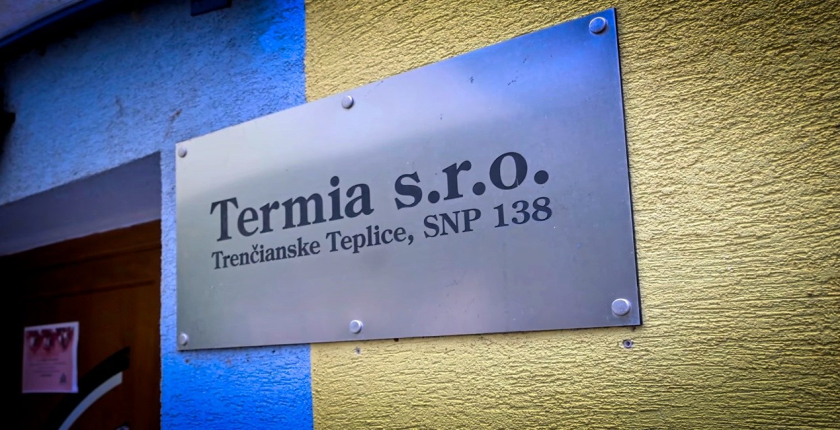 Termia s.r.o.
Trenčianske Teplice, SNP 138